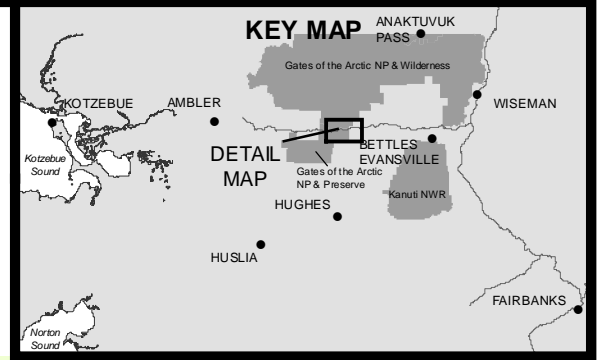 KEY MAP
ANAKTUVUK
PASS
Gates of the Arctic NP & Wilderness
KOTZEBUE
AMBLER
WISEMAN
Kotzebue
Sound
DETAIL
MAP
BETTLES
EVANSVILLE
Gates of the Arctic
NP & Preserve
Kanuti NWR
HUGHES
HUSLIA
FAIRBANKS
Norton
Sound